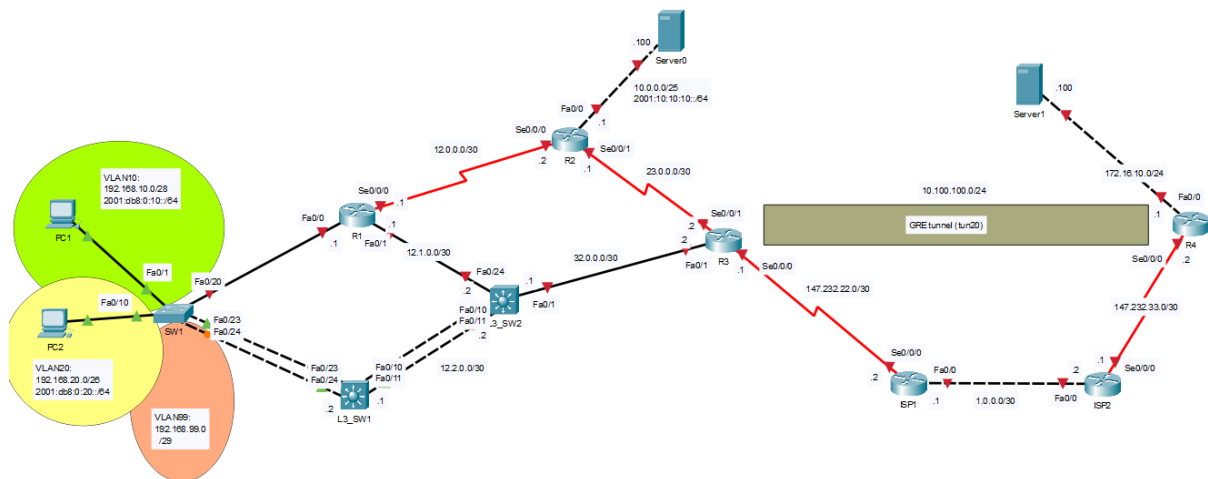 .100
Server0
10.0.0.0/25
2001:10:10:10::/64
Fa0/0
.1
Se0/0/0
.2
R2
Se0/0/1
.1
12.0.0.0/30
23.0.0.0/30
.100
Server1
172.16.10.0/24
Fa0/0
.1
R4
Se0/0/0
.2
10.100.100.0/24
GRE tunnel (tun20)
VLAN10:
192.168.10.0/28
2001:db8:0:10::/64
PC1
Fa0/1
Fa0/10
PC2
VLAN20:
192.168.20.0/26
2001:db8:0:20::/64
VLAN99:
192.168.99.0
/29
Fa0/20
SW1
Fa0/23
Fa0/24
Fa0/0
.1
Se0/0/0
.1
R1
.1
Fa0/1
12.1.0.0/30
Fa0/24
.2
.1
Fa0/1
Fa0/10
Fa0/11
.2
L3_SW2
32.0.0.0/30
Se0/0/1
.2
.2
Fa0/1
R3
.1
Se0/0/0
147.232.22.0/30
147.232.33.0/30
Fa0/23
Fa0/24
.2
L3_SW1
Fa0/10
Fa0/11
.1
12.2.0.0/30
Se0/0/0
.2
ISP1
Fa0/0
.1
1.0.0.0/30
.2
Fa0/0
.1
Se0/0/0
ISP2